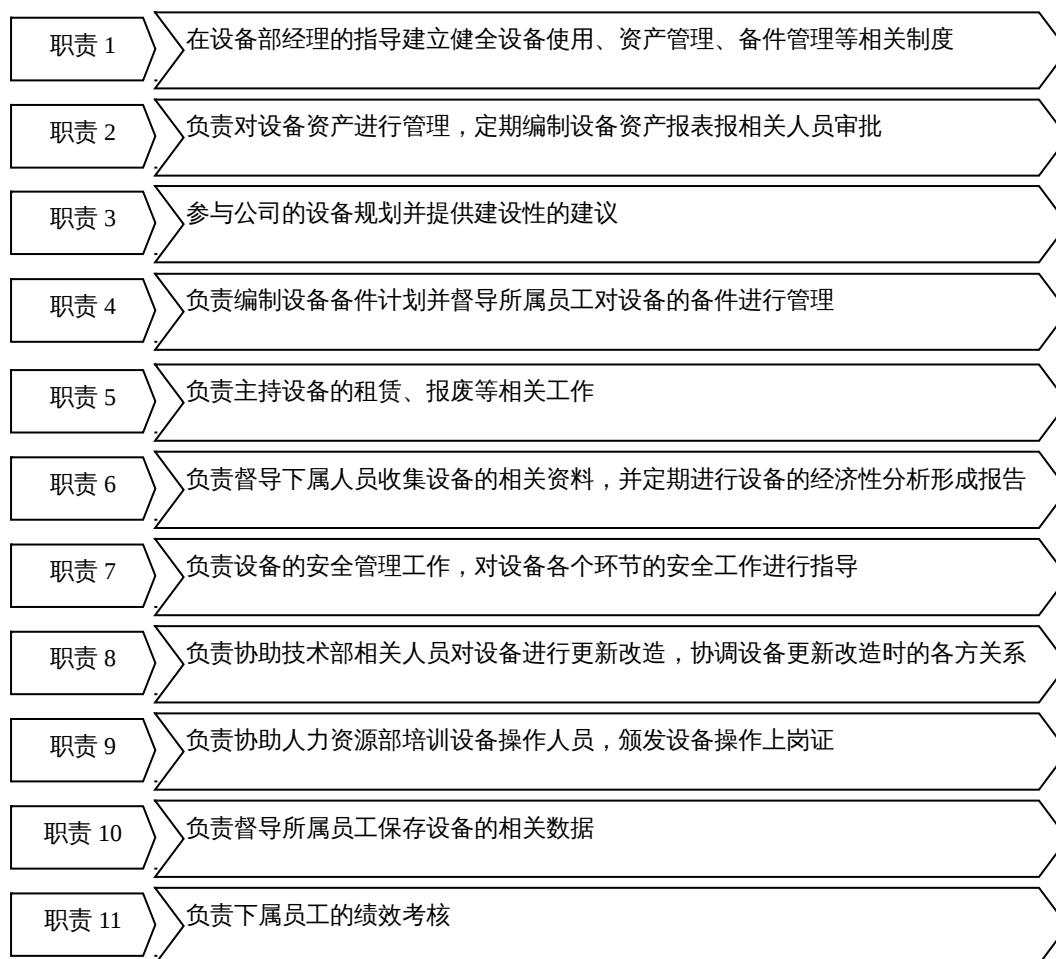 职责 1
在设备部经理的指导建立健全设备使用、资产管理、备件管理等相关制度
职责 2
负责对设备资产进行管理，定期编制设备资产报表报相关人员审批
职责 3
参与公司的设备规划并提供建设性的建议
职责 4
负责编制设备备件计划并督导所属员工对设备的备件进行管理
职责 5
负责主持设备的租赁、报废等相关工作
职责 6
负责督导下属人员收集设备的相关资料，并定期进行设备的经济性分析形成报告
职责 7
负责设备的安全管理工作，对设备各个环节的安全工作进行指导
职责 8
负责协助技术部相关人员对设备进行更新改造，协调设备更新改造时的各方关系
职责 9
负责协助人力资源部培训设备操作人员，颁发设备操作上岗证
职责 10
负责督导所属员工保存设备的相关数据
职责 11
负责下属员工的绩效考核